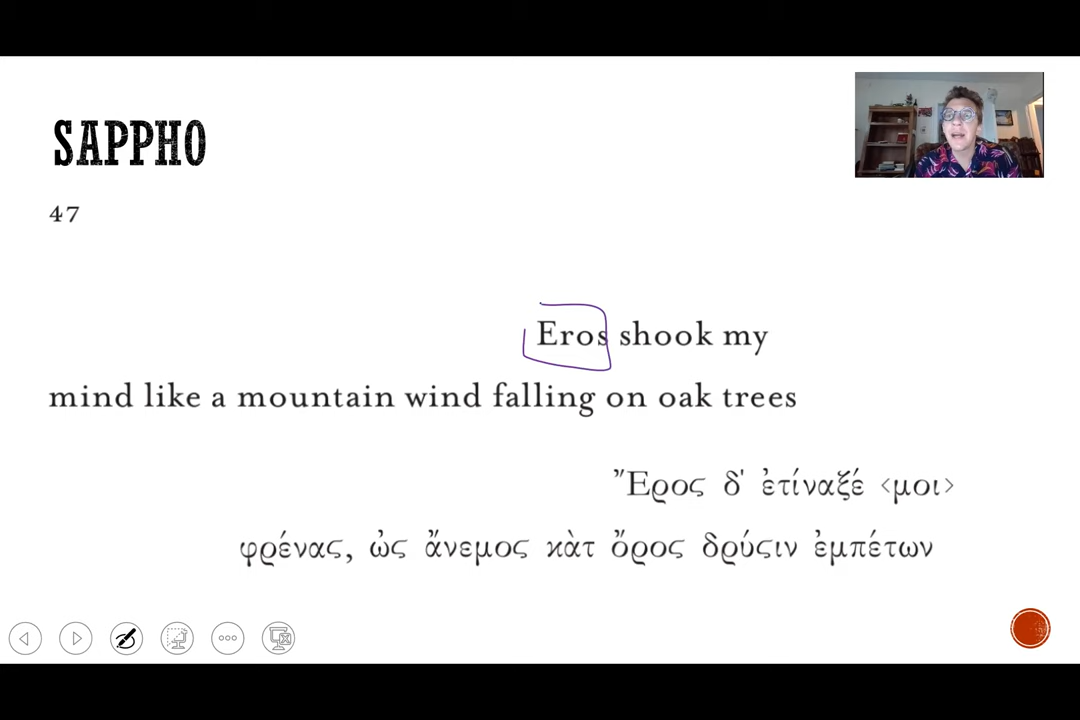 SAPPHO
47
Eros shook my
mind like a mountain wind falling on oak trees
Ἔρος δ' ἐτίναξέ <μοι>
φρένας, ὠς ἄνεμος κὰτ ὄρος δρύσιν ἐμπέτων